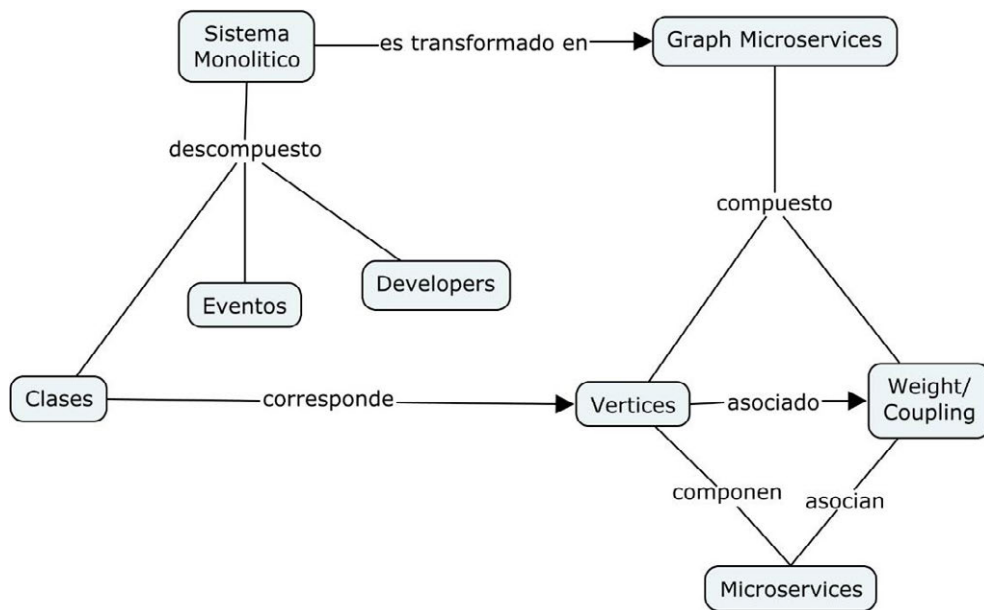 Sistema
Monolitico
es transformado en
Graph Microservices
descompuesto
compuesto
Developers
Eventos
Clases
corresponde
Vertices
asociado
Weight/
Coupling
componen
asocian
Microservices